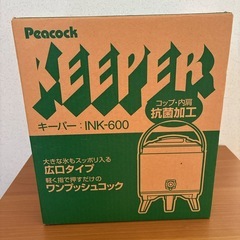 Peacock
KEEPER
キーパー:INK-600
コップ・内肩
抗菌加工
大きな氷もスッポリ入る
広口タイプ
軽く指で押すだけの
ワンプッシュコック